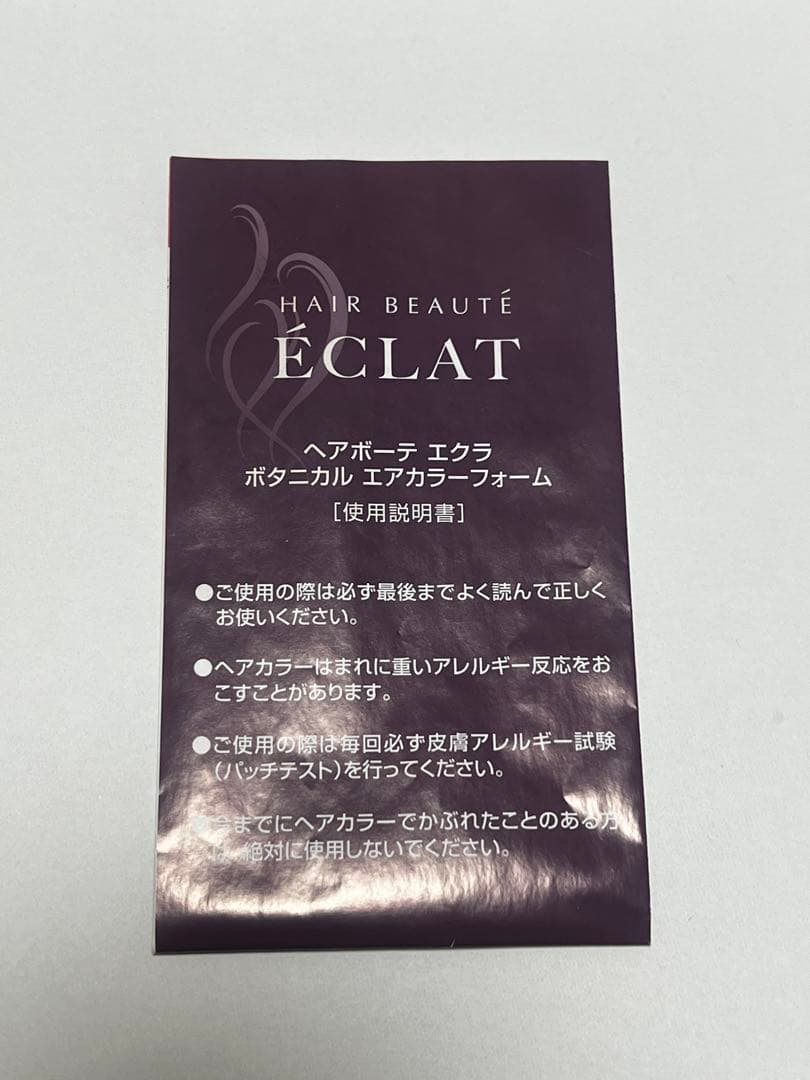 HAIR BEAUTÉ
ÉCLAT
ヘアボーテ エクラ
ボタニカル エアカラーフォーム
［使用説明書］
●ご使用の際は必ず最後までよく読んで正しく
お使いください。
●ヘアカラーはまれに重いアレルギー反応をお
こすことがあります。
●ご使用の際は毎回必ず皮膚アレルギー試験
（パッチテスト）を行ってください。
●今までにヘアカラーでかぶれたことのある方
は、絶対に使用しないでください。